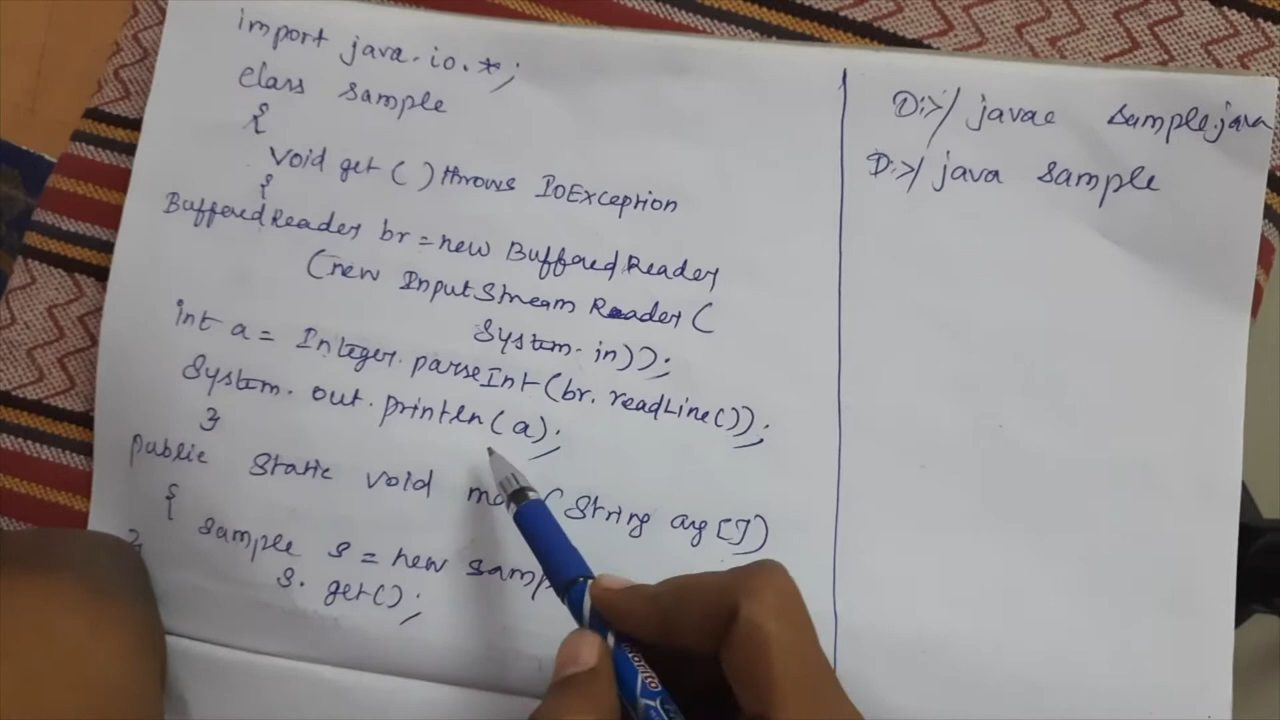 import java.io.*;
class sample
{
void get ( ) throws IOException
{
BufferedReader br = new BufferedReader
(new InputStream Reader (
System. in));
int a = Integer. parseInt (br. readLine());
System. out. println (a);
}
public static void (String arg [])
{
sample s = new
s. get();
}
D:>/ javac sample.java
D:>/ java sample